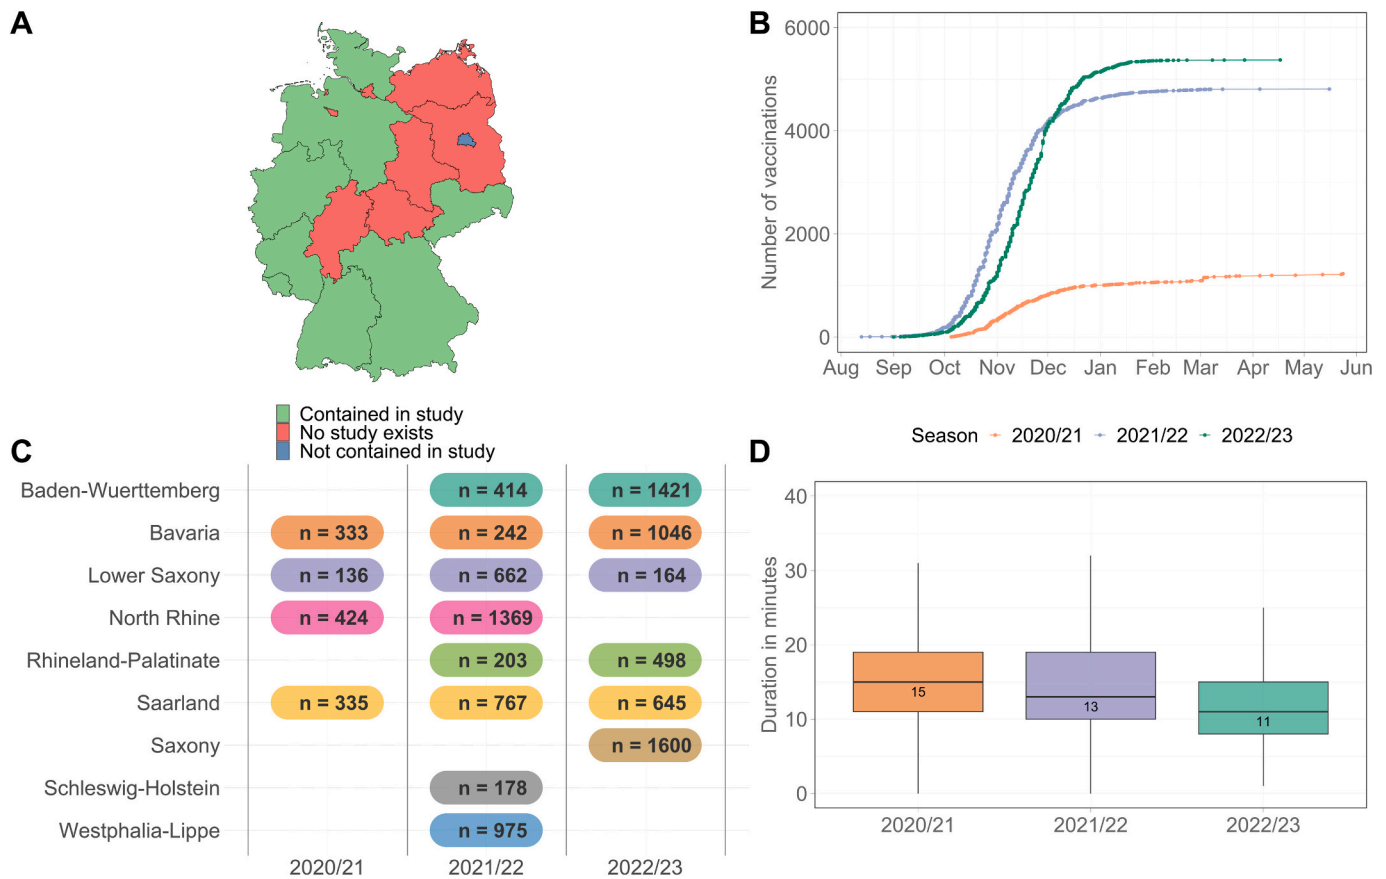 A
Contained in study
No study exists
Not contained in study
B
Number of vaccinations
6000
4000
2000
0
Aug Sep Oct Nov Dec Jan Feb Mar Apr May Jun
Season 2020/21 2021/22 2022/23
C
Baden-Wuerttemberg n = 414 n = 1421
Bavaria n = 333 n = 242 n = 1046
Lower Saxony n = 136 n = 662 n = 164
North Rhine n = 424 n = 1369
Rhineland-Palatinate n = 203 n = 498
Saarland n = 335 n = 767 n = 645
Saxony n = 1600
Schleswig-Holstein n = 178
Westphalia-Lippe n = 975
2020/21 2021/22 2022/23
D
Duration in minutes
40
30
20
10
0
15
13
11
2020/21 2021/22 2022/23